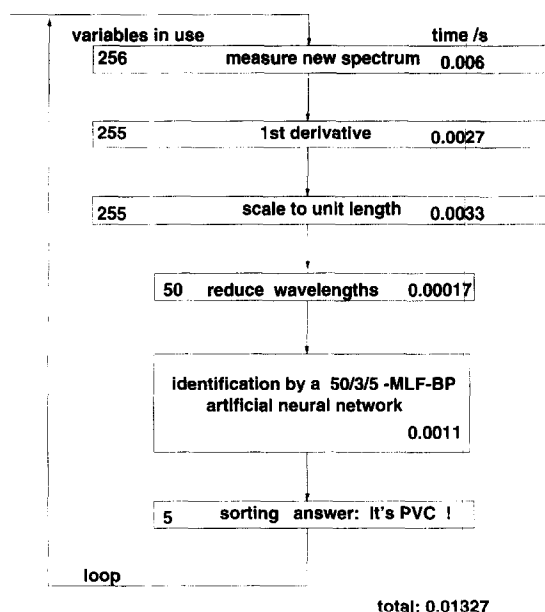 variables in use time /s
256 measure new spectrum 0.006
255 1st derivative 0.0027
255 scale to unit length 0.0033
50 reduce wavelengths 0.00017
identification by a 50/3/5 -MLF-BP
artificial neural network
0.0011
5 sorting answer: It's PVC !
loop
total: 0.01327